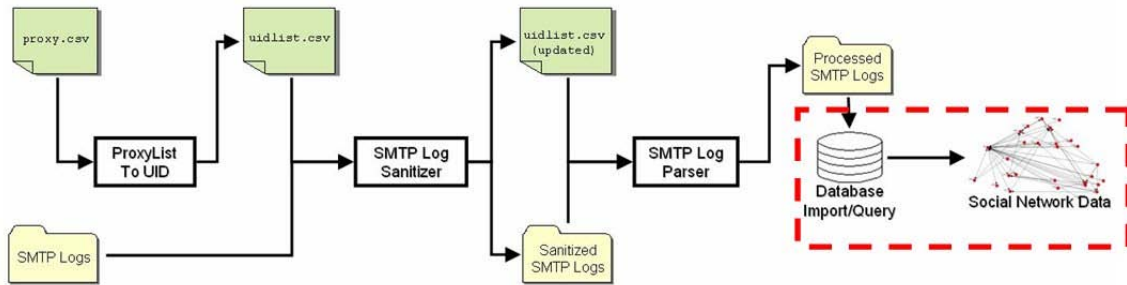 proxy.csv
uidlist.csv
uidlist.csv
(updated)
Processed
SMTP Logs
ProxyList
To UID
SMTP Log
Sanitizer
SMTP Log
Parser
Database
Import/Query
Social Network Data
SMTP Logs
Sanitized
SMTP Logs